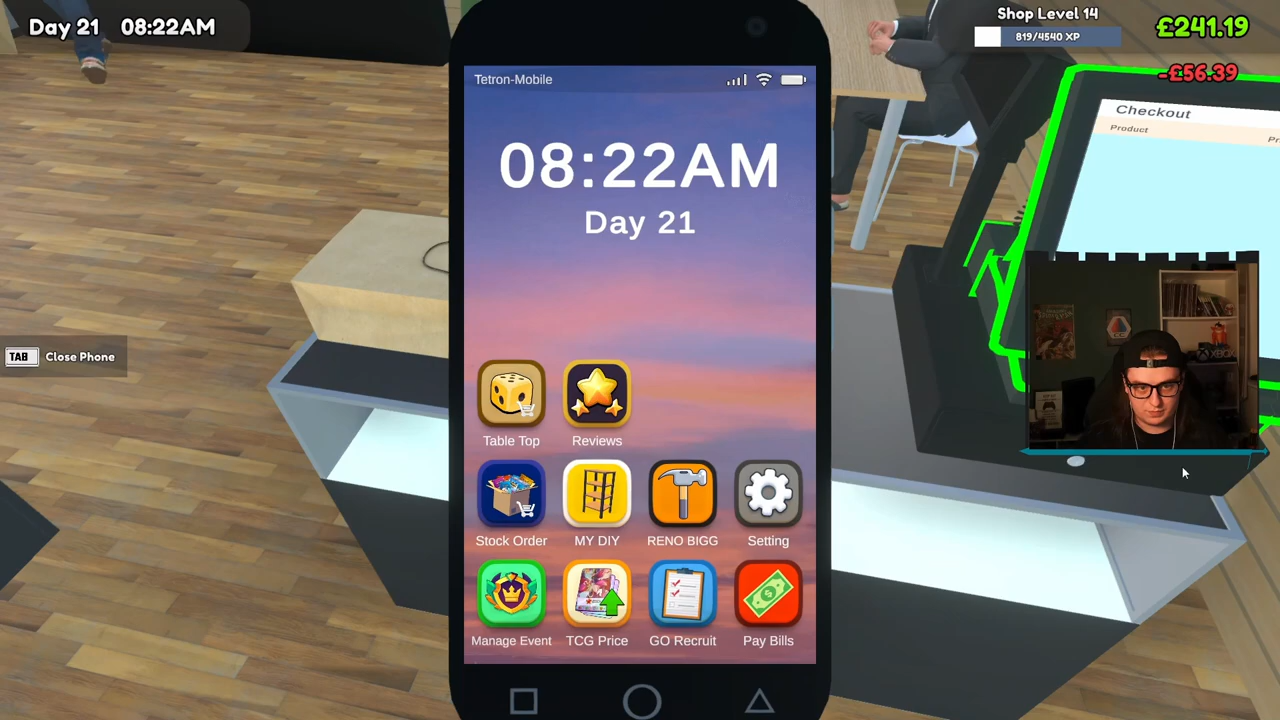 Day 21 08:22AM
Shop Level 14
819/4540 XP
£241.19
-£56.39
Tetron-Mobile
08:22AM
Day 21
Checkout
Product
TAB Close Phone
Table Top
Reviews
Stock Order
MY DIY
RENO BIGG
Setting
Manage Event
TCG Price
GO Recruit
Pay Bills
XBOX